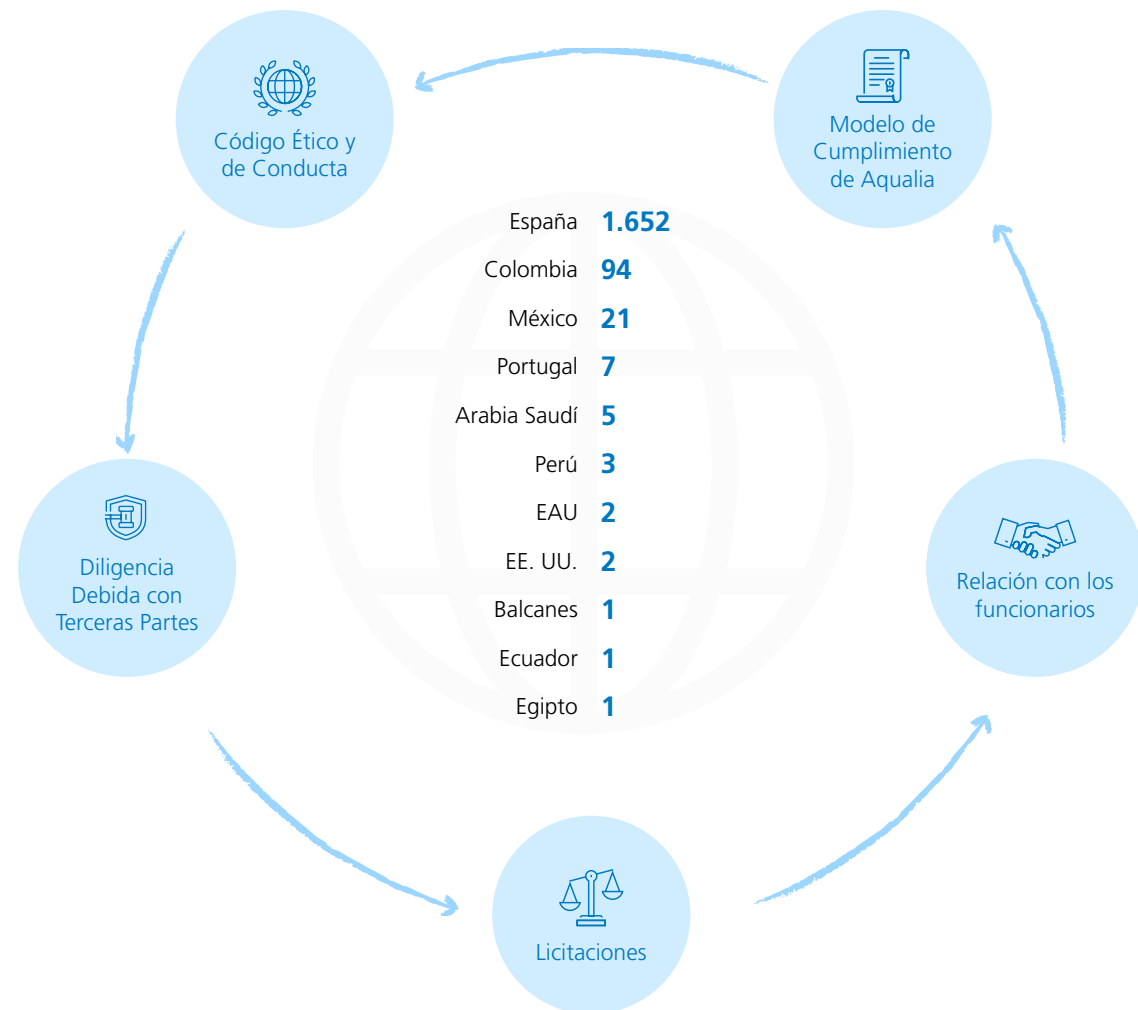 Código Ético y
de Conducta
Modelo de
Cumplimiento
de Aqualia
España 1.652
Colombia 94
México 21
Portugal 7
Arabia Saudí 5
Perú 3
EAU 2
EE. UU. 2
Balcanes 1
Ecuador 1
Egipto 1
Diligencia
Debida con
Terceras Partes
Relación con los
funcionarios
Licitaciones